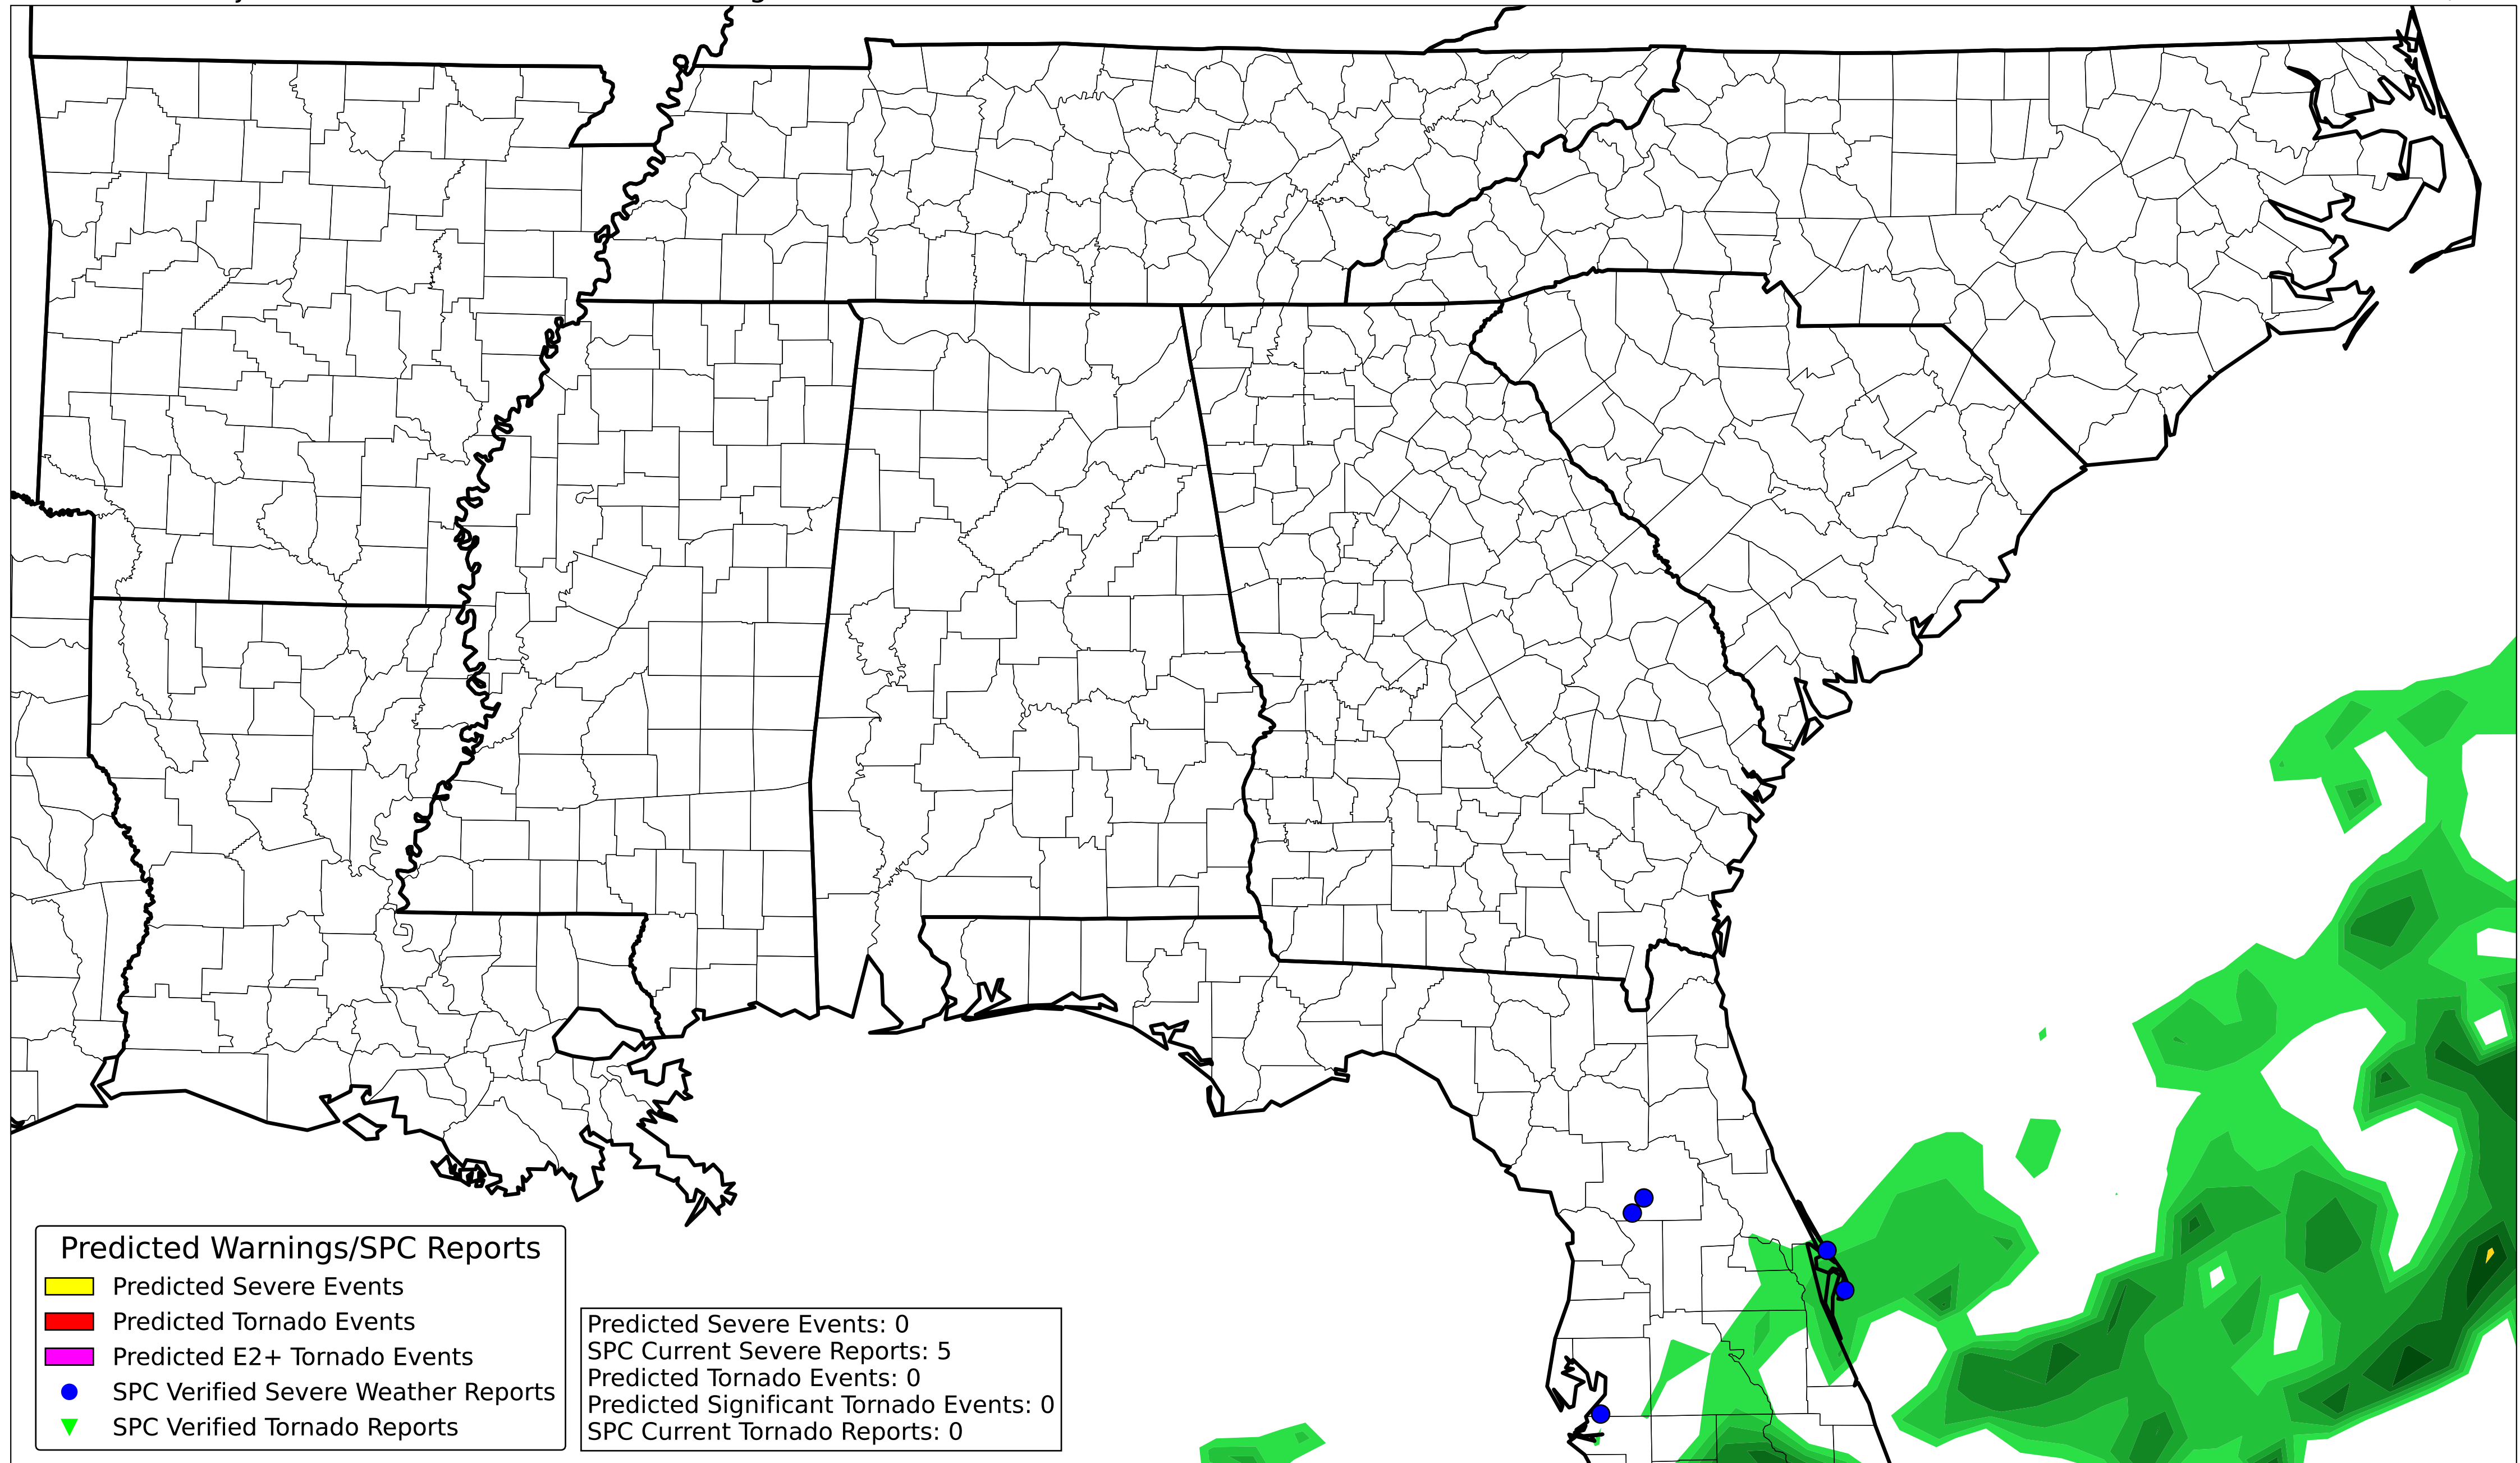 Predicted Warnings/SPC Reports
Predicted Severe Events
Predicted Tornado Events
Predicted E2+ Tornado Events
SPC Verified Severe Weather Reports
SPC Verified Tornado Reports
Predicted Severe Events: 0
SPC Current Severe Reports: 5
Predicted Tornado Events: 0
Predicted Significant Tornado Events: 0
SPC Current Tornado Reports: 0